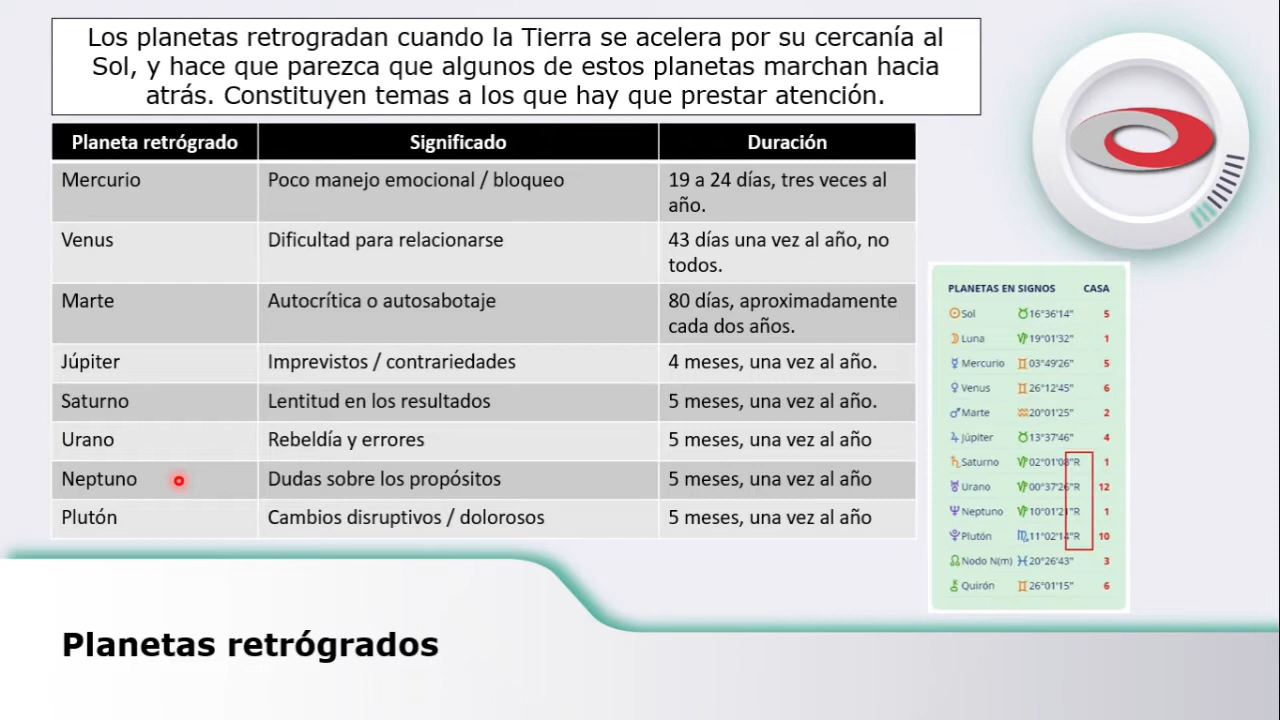 Los planetas retrogradan cuando la Tierra se acelera por su cercanía al
Sol, y hace que parezca que algunos de estos planetas marchan hacia
atrás. Constituyen temas a los que hay que prestar atención.
Planeta retrógrado Significado Duración
Mercurio Poco manejo emocional / bloqueo 19 a 24 días, tres veces al
año.
Venus Dificultad para relacionarse 43 días una vez al año, no
todos.
Marte Autocrítica o autosabotaje 80 días, aproximadamente
cada dos años.
Júpiter Imprevistos / contrariedades 4 meses, una vez al año.
Saturno Lentitud en los resultados 5 meses, una vez al año.
Urano Rebeldía y errores 5 meses, una vez al año
Neptuno Dudas sobre los propósitos 5 meses, una vez al año
Plutón Cambios disruptivos / dolorosos 5 meses, una vez al año
PLANETAS EN SIGNOS CASA
☉Sol ♉16°36'14" 5
☽Luna ♑19°01'32" 1
☿Mercurio ♊03°49'26" 5
♀Venus ♊26°12'45" 6
♂Marte ♒20°01'25" 2
♃Júpiter ♉13°37'46" 4
♄Saturno ♑02°01'08"R 1
♅Urano ♑00°37'26"R 12
♆Neptuno ♑10°01'21"R 1
Plutón ♏11°02'14"R 10
☊Nodo N(m) ♓20°26'43" 3
⚷Quirón ♊26°01'15" 6
Planetas retrógrados